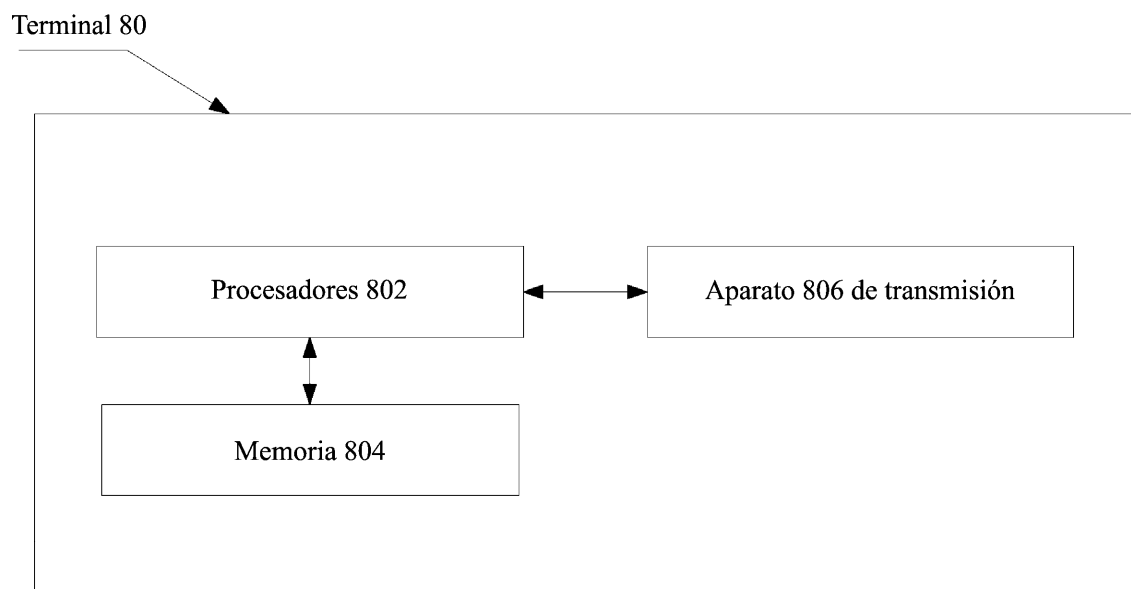 Terminal 80
Procesadores 802
Aparato 806 de transmisión
Memoria 804